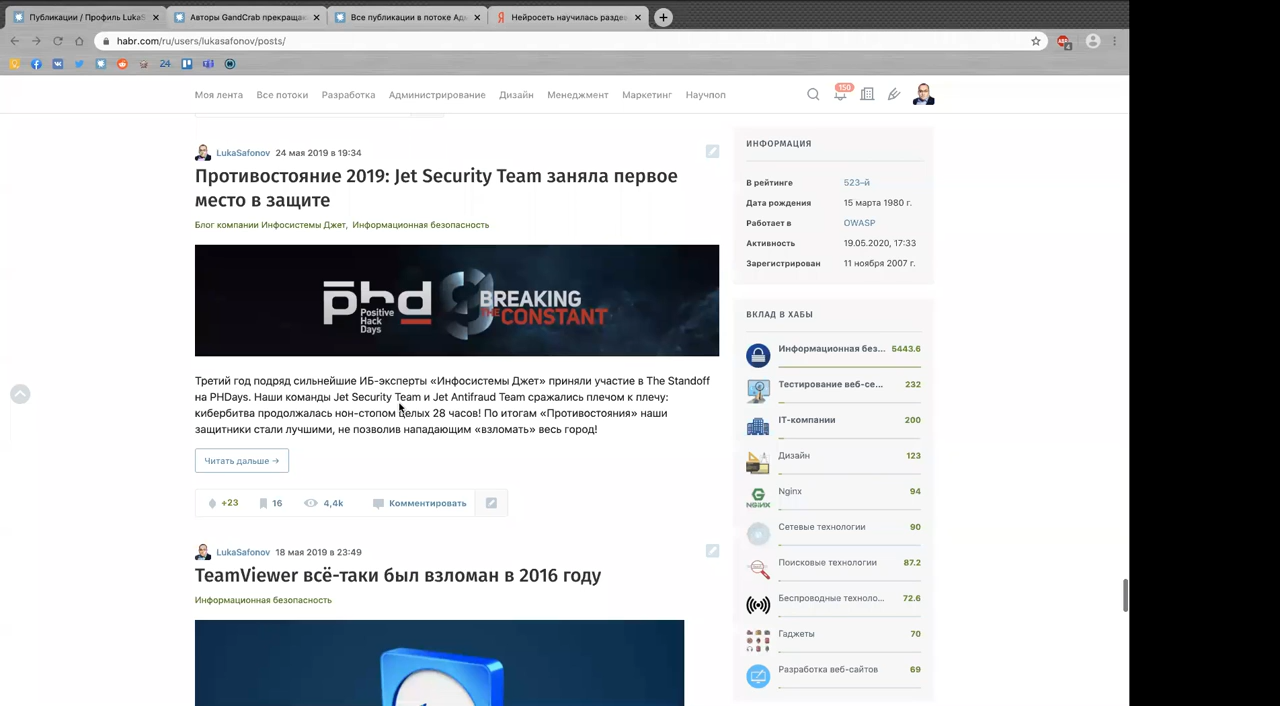 Публикации / Профиль LukaS
Авторы GandCrab прекращаю
Все публикации в потоке Ад
Нейросеть научилась раздев
habr.com/ru/users/lukasafonov/posts/
24
4
Моя лента Все потоки Разработка Администрирование Дизайн Менеджмент Маркетинг Научпоп
150
LukaSafonov 24 мая 2019 в 19:34
Противостояние 2019: Jet Security Team заняла первое
место в защите
Блог компании Инфосистемы Джет, Информационная безопасность
phd
Positive
Hack
Days
BREAKING
THE CONSTANT
Третий год подряд сильнейшие ИБ-эксперты «Инфосистемы Джет» приняли участие в The Standoff
на PHDays. Наши команды Jet Security Team и Jet Antifraud Team сражались плечом к плечу:
кибербитва продолжалась нон-стопом целых 28 часов! По итогам «Противостояния» наши
защитники стали лучшими, не позволив нападающим «взломать» весь город!
Читать дальше →
+23 16 4,4k Комментировать
LukaSafonov 18 мая 2019 в 23:49
TeamViewer всё-таки был взломан в 2016 году
Информационная безопасность
ИНФОРМАЦИЯ
В рейтинге 523-й
Дата рождения 15 марта 1980 г.
Работает в OWASP
Активность 19.05.2020, 17:33
Зарегистрирован 11 ноября 2007 г.
ВКЛАД В ХАБЫ
Информационная без... 5443.6
Тестирование веб-се... 232
IT-компании 200
Дизайн 123
NGINX
Nginx 94
Сетевые технологии 90
Поисковые технологии 87.2
Беспроводные техноло... 72.6
Гаджеты 70
Разработка веб-сайтов 69